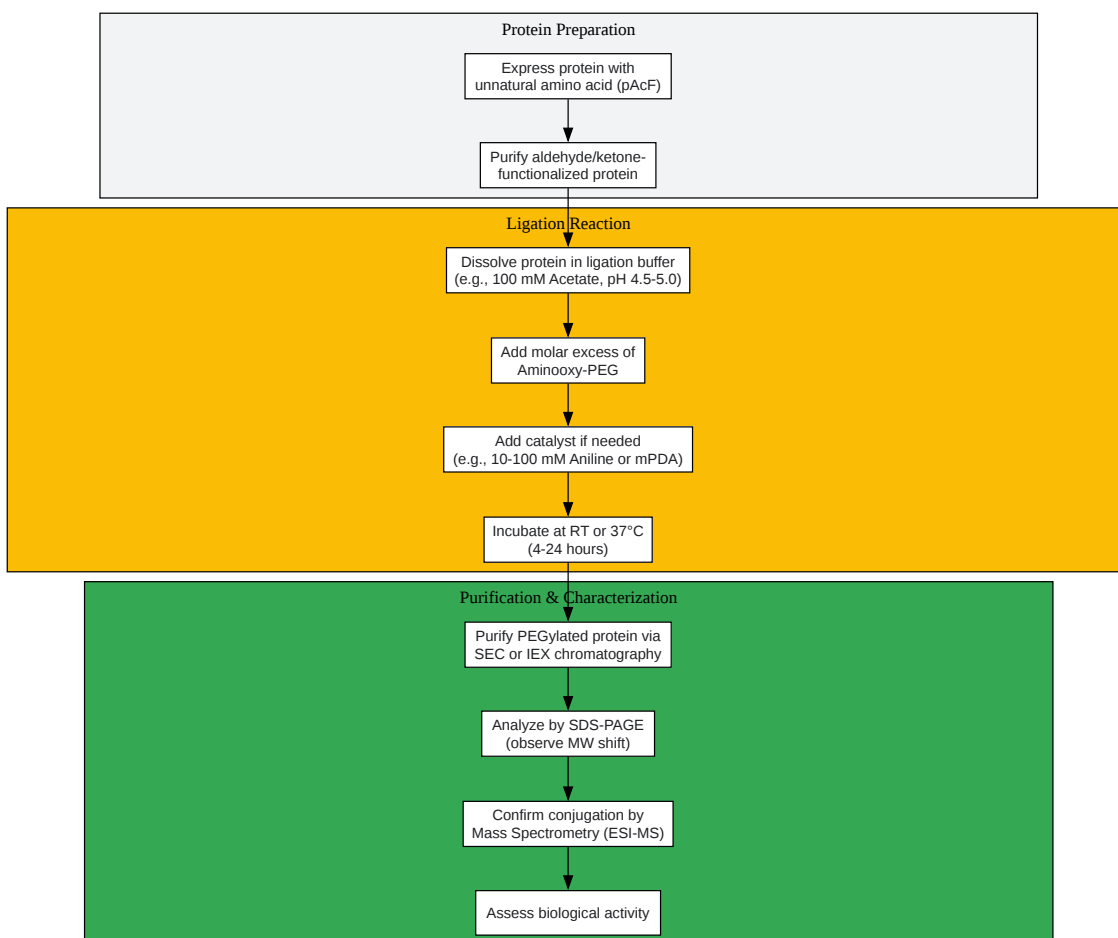 Protein Preparation
Express protein with
unnatural amino acid (pAcF)
Purify aldehyde/ketone-
functionalized protein
Ligation Reaction
Dissolve protein in ligation buffer
(e.g., 100 mM Acetate, pH 4.5-5.0)
Add molar excess of
Aminooxy-PEG
Add catalyst if needed
(e.g., 10-100 mM Aniline or mPDA)
Incubate at RT or 37°C
(4-24 hours)
Purification & Characterization
Purify PEGylated protein via
SEC or IEX chromatography
Analyze by SDS-PAGE
(observe MW shift)
Confirm conjugation by
Mass Spectrometry (ESI-MS)
Assess biological activity